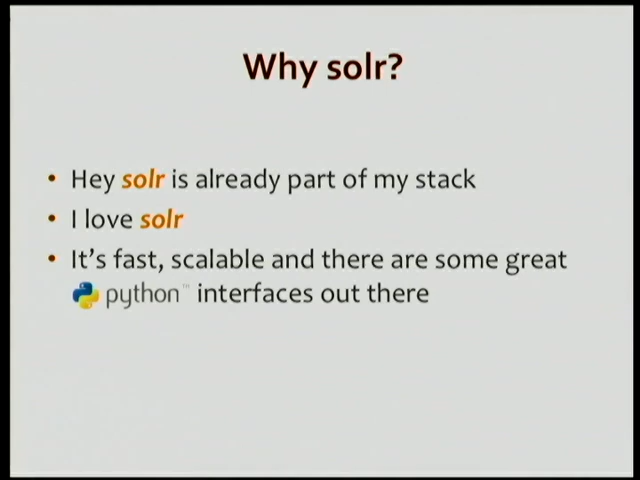 Why solr?
• Hey solr is already part of my stack
• I love solr
• It's fast, scalable and there are some great
python™ interfaces out there